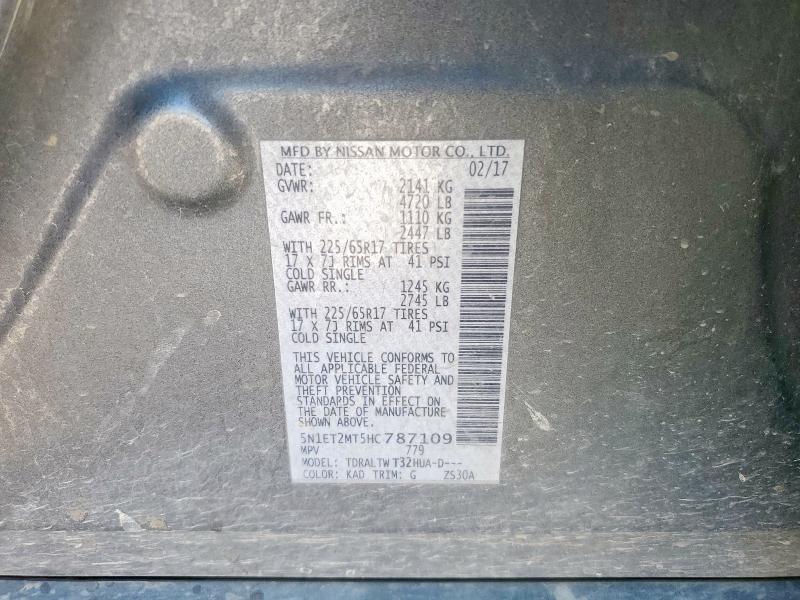 MFD BY NISSAN MOTOR CO., LTD.
DATE: 02/17
GVWR: 2141 KG
4720 LB
GAWR FR.: 1110 KG
2447 LB
WITH 225/65R17 TIRES
17 X 7J RIMS AT 41 PSI
COLD SINGLE
GAWR RR.: 1245 KG
2745 LB
WITH 225/65R17 TIRES
17 X 7J RIMS AT 41 PSI
COLD SINGLE
THIS VEHICLE CONFORMS TO
ALL APPLICABLE FEDERAL
MOTOR VEHICLE SAFETY AND
THEFT PREVENTION
STANDARDS IN EFFECT ON
THE DATE OF MANUFACTURE
SHOWN ABOVE.
5N1ET2MT5HC787109
MPV 779
MODEL: TDRALTWT32HUA-D---
COLOR: KAD TRIM: G ZS30A